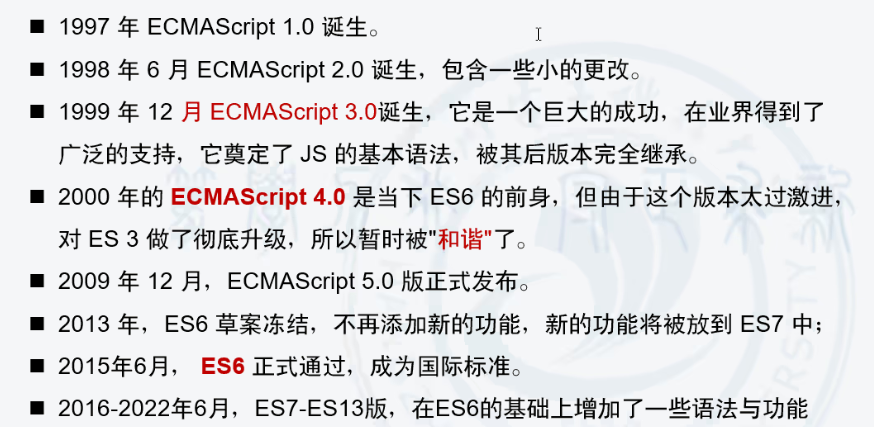 ■ 1997 年 ECMAScript 1.0 诞生。
■ 1998 年 6 月 ECMAScript 2.0 诞生，包含一些小的更改。
■ 1999 年 12 月 ECMAScript 3.0诞生，它是一个巨大的成功，在业界得到了
广泛的支持，它奠定了 JS 的基本语法，被其后版本完全继承。
■ 2000 年的 ECMAScript 4.0 是当下 ES6 的前身，但由于这个版本太过激进，
对 ES 3 做了彻底升级，所以暂时被"和谐"了。
■ 2009 年 12 月，ECMAScript 5.0 版正式发布。
■ 2013 年，ES6 草案冻结，不再添加新的功能，新的功能将被放到 ES7 中；
■ 2015年6月， ES6 正式通过，成为国际标准。
■ 2016-2022年6月，ES7-ES13版，在ES6的基础上增加了一些语法与功能